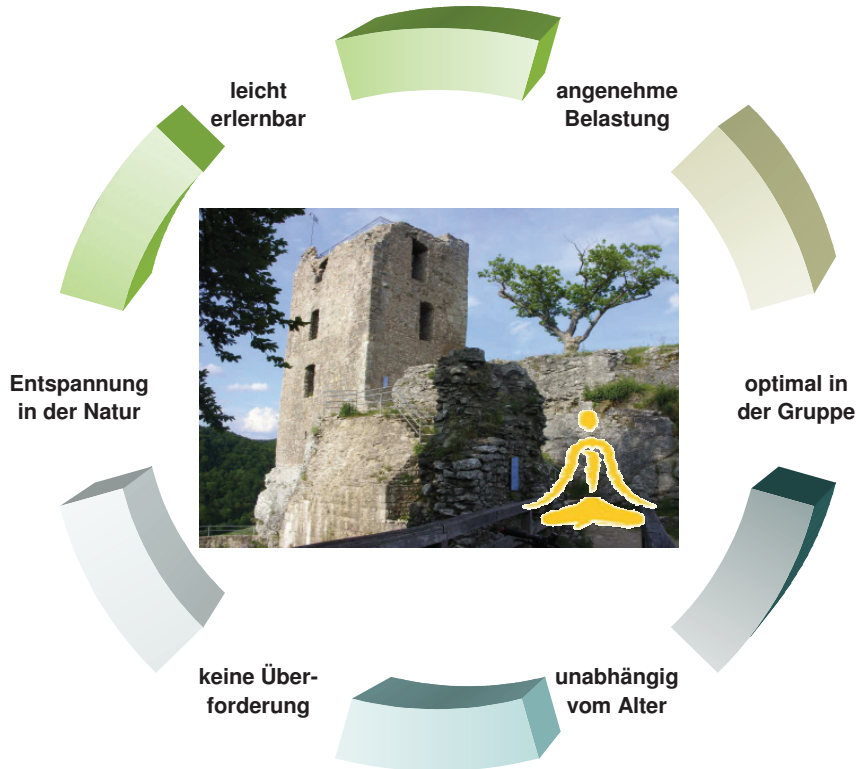 leicht
erlernbar
angenehme
Belastung
Entspannung
in der Natur
optimal in
der Gruppe
keine Über-
forderung
unabhängig
vom Alter